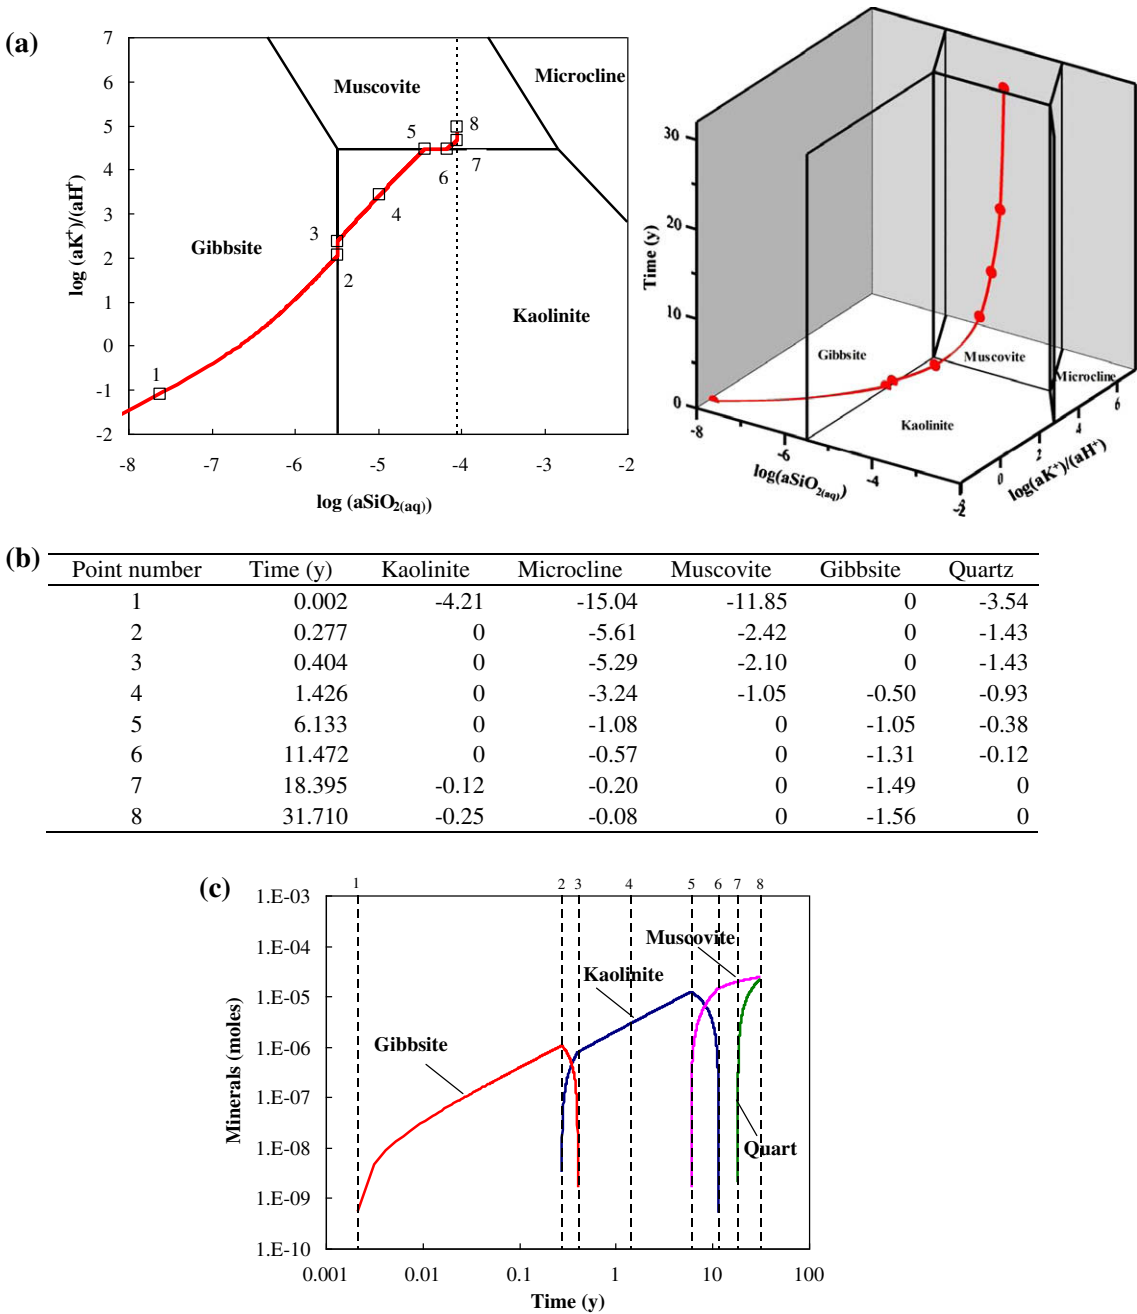 (a)
7
6
5
4
3
2
1
0
-1
-2
log (aK⁺)/(aH⁺)
Muscovite
Microcline
Gibbsite
Kaolinite
1
2
3
4
5
6
7
8
-8 -7 -6 -5 -4 -3 -2
log (aSiO₂(aq))
30
20
10
0
Time (y)
Gibbsite
Muscovite
Microcline
Kaolinite
-8
-6
-4
-2
log(aSiO₂(aq))
-2
0
2
4
6
log(aK⁺)/(aH⁺)
(b)
Point number Time (y) Kaolinite Microcline Muscovite Gibbsite Quartz
1 0.002 -4.21 -15.04 -11.85 0 -3.54
2 0.277 0 -5.61 -2.42 0 -1.43
3 0.404 0 -5.29 -2.10 0 -1.43
4 1.426 0 -3.24 -1.05 -0.50 -0.93
5 6.133 0 -1.08 0 -1.05 -0.38
6 11.472 0 -0.57 0 -1.31 -0.12
7 18.395 -0.12 -0.20 0 -1.49 0
8 31.710 -0.25 -0.08 0 -1.56 0
(c)
1 2 3 4 5 6 7 8
1.E-03
1.E-04
1.E-05
1.E-06
1.E-07
1.E-08
1.E-09
1.E-10
Minerals (moles)
Muscovite
Kaolinite
Gibbsite
Quart
0.001 0.01 0.1 1 10 100
Time (y)